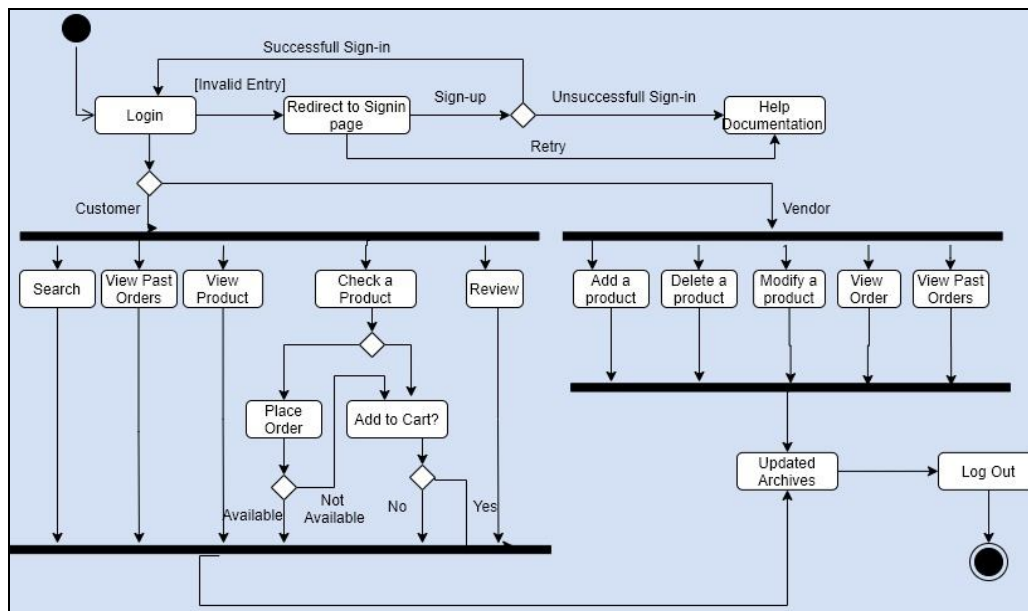 Successfull Sign-in
[Invalid Entry]
Login
Redirect to Signin
page
Sign-up
Unsuccessfull Sign-in
Help
Documentation
Retry
Customer
Vendor
Search
View Past
Orders
View
Product
Check a
Product
Review
Add a
product
Delete a
product
Modify a
product
View
Order
View Past
Orders
Place
Order
Add to Cart?
Updated
Archives
Log Out
Available
Not
Available
No
Yes